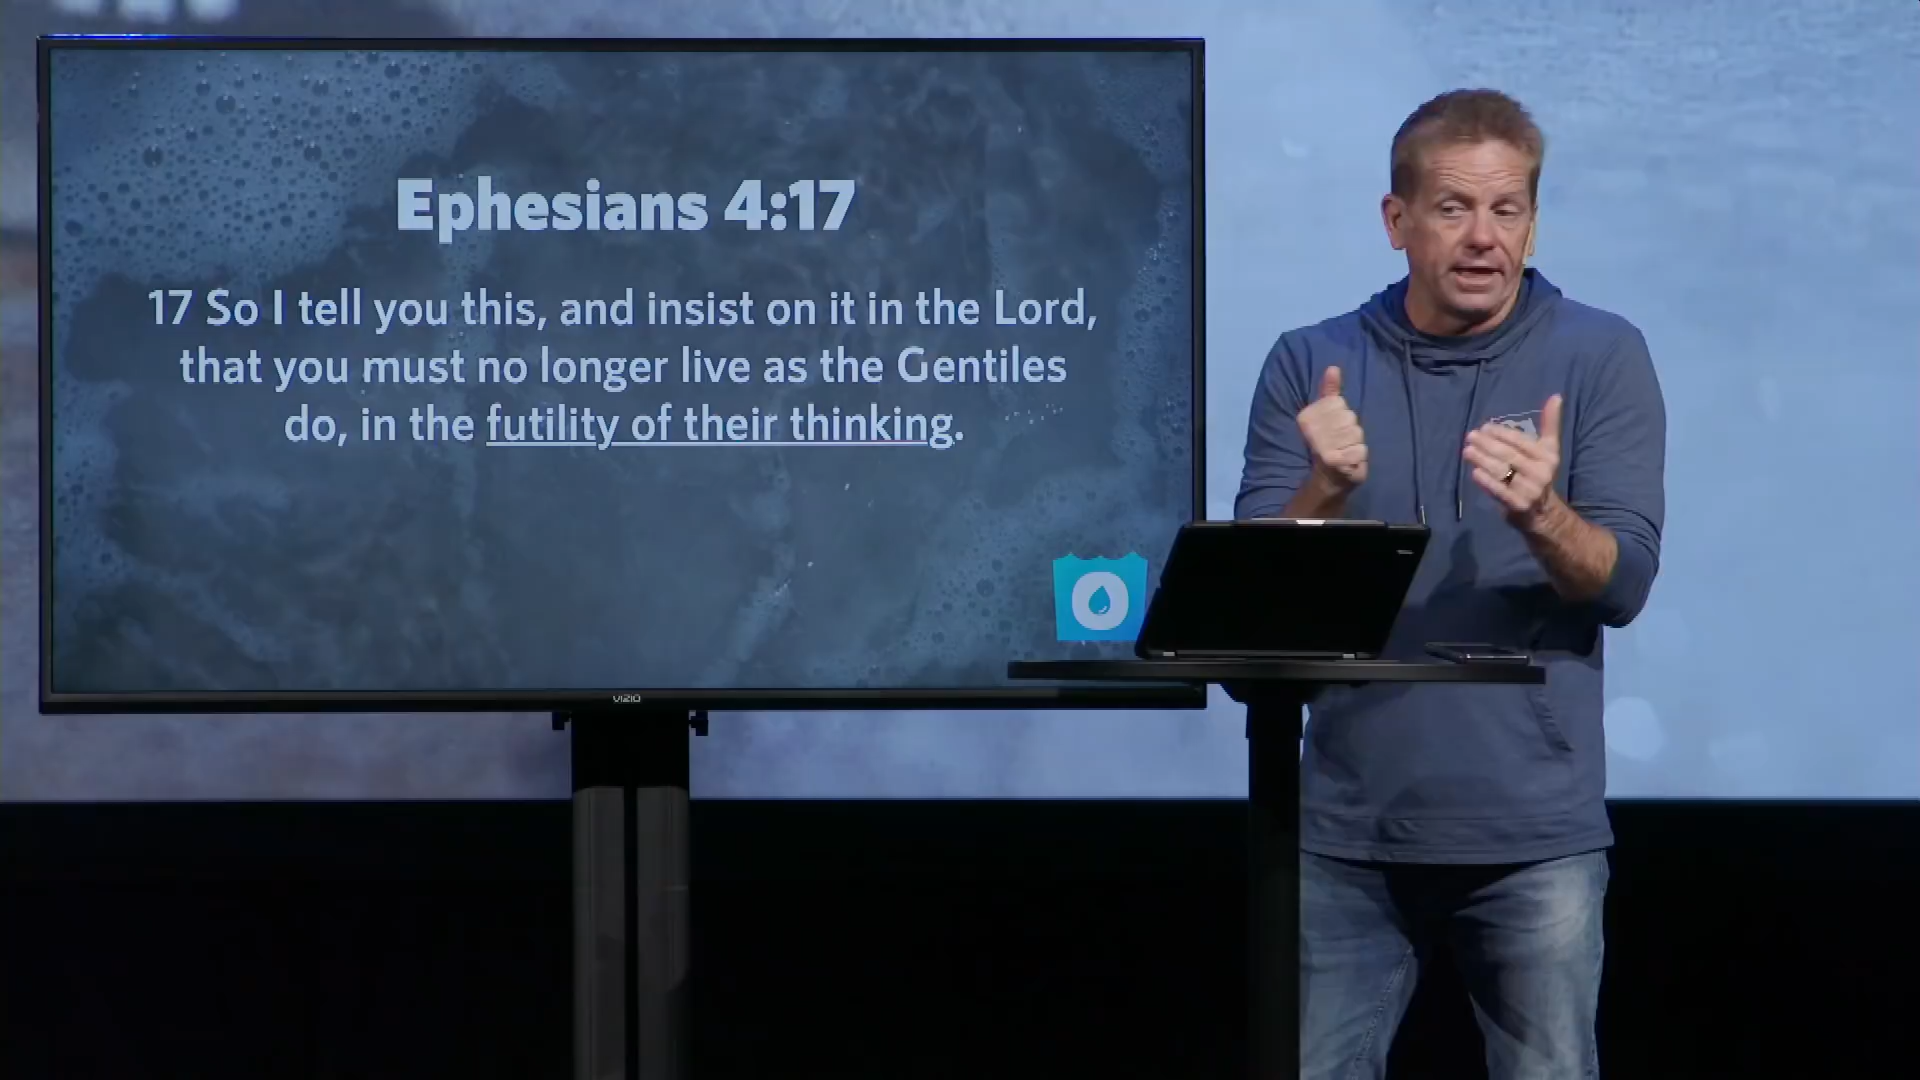 Ephesians 4:17
17 So I tell you this, and insist on it in the Lord,
that you must no longer live as the Gentiles
do, in the futility of their thinking.
VIZIO